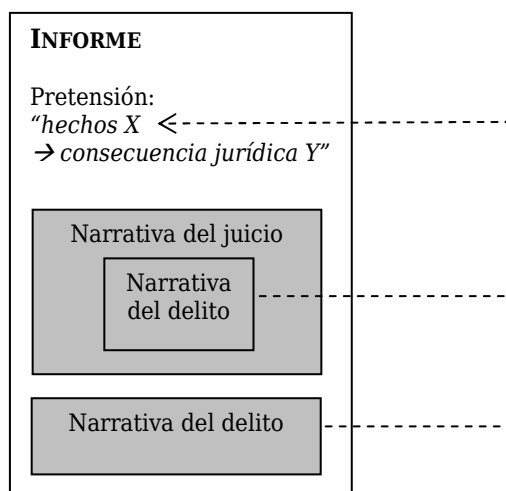 INFORME
Pretensión:
“hechos X
→ consecuencia jurídica Y”
Narrativa del juicio
Narrativa
del delito
Narrativa del delito